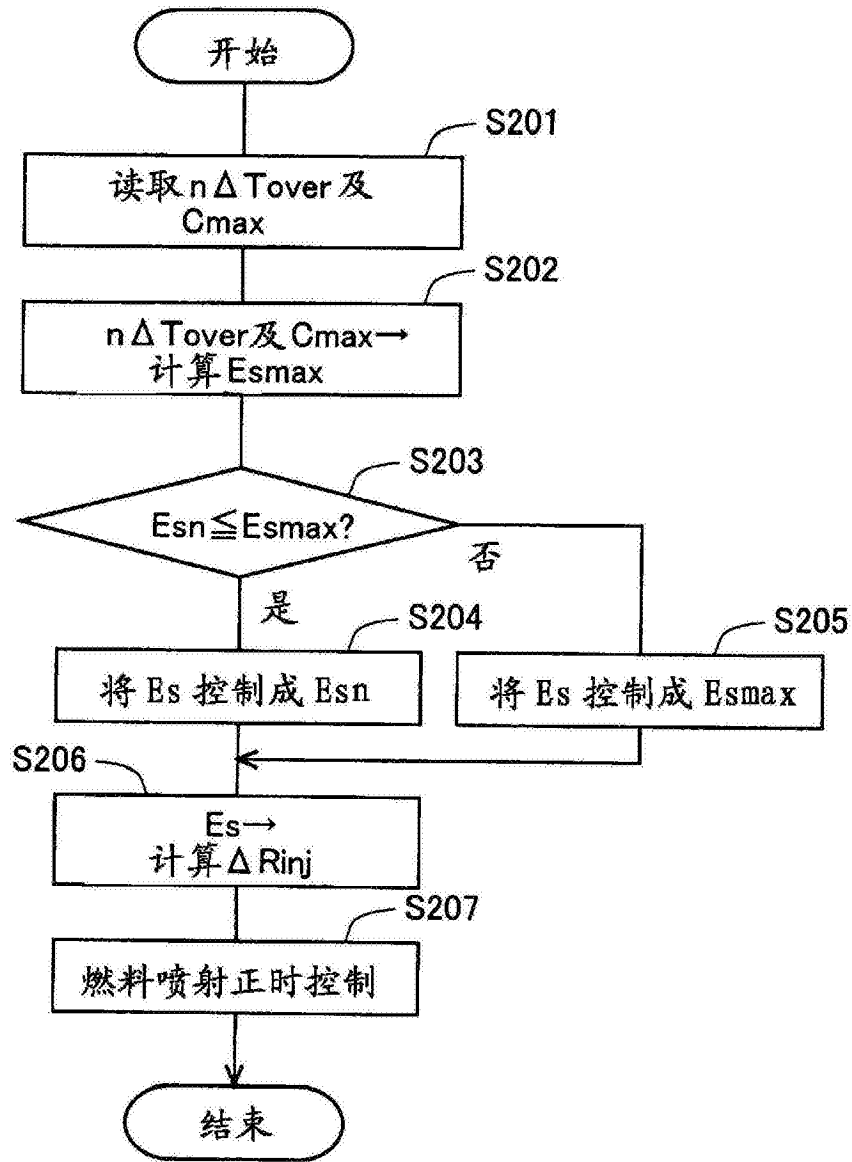 开始
S201
读取nΔTover及
Cmax
S202
nΔTover及Cmax→
计算Esmax
S203
Esn≦Esmax?
否
是
S204
将Es控制成Esn
S205
将Es控制成Esmax
S206
Es→
计算ΔRinj
S207
燃料喷射正时控制
结束